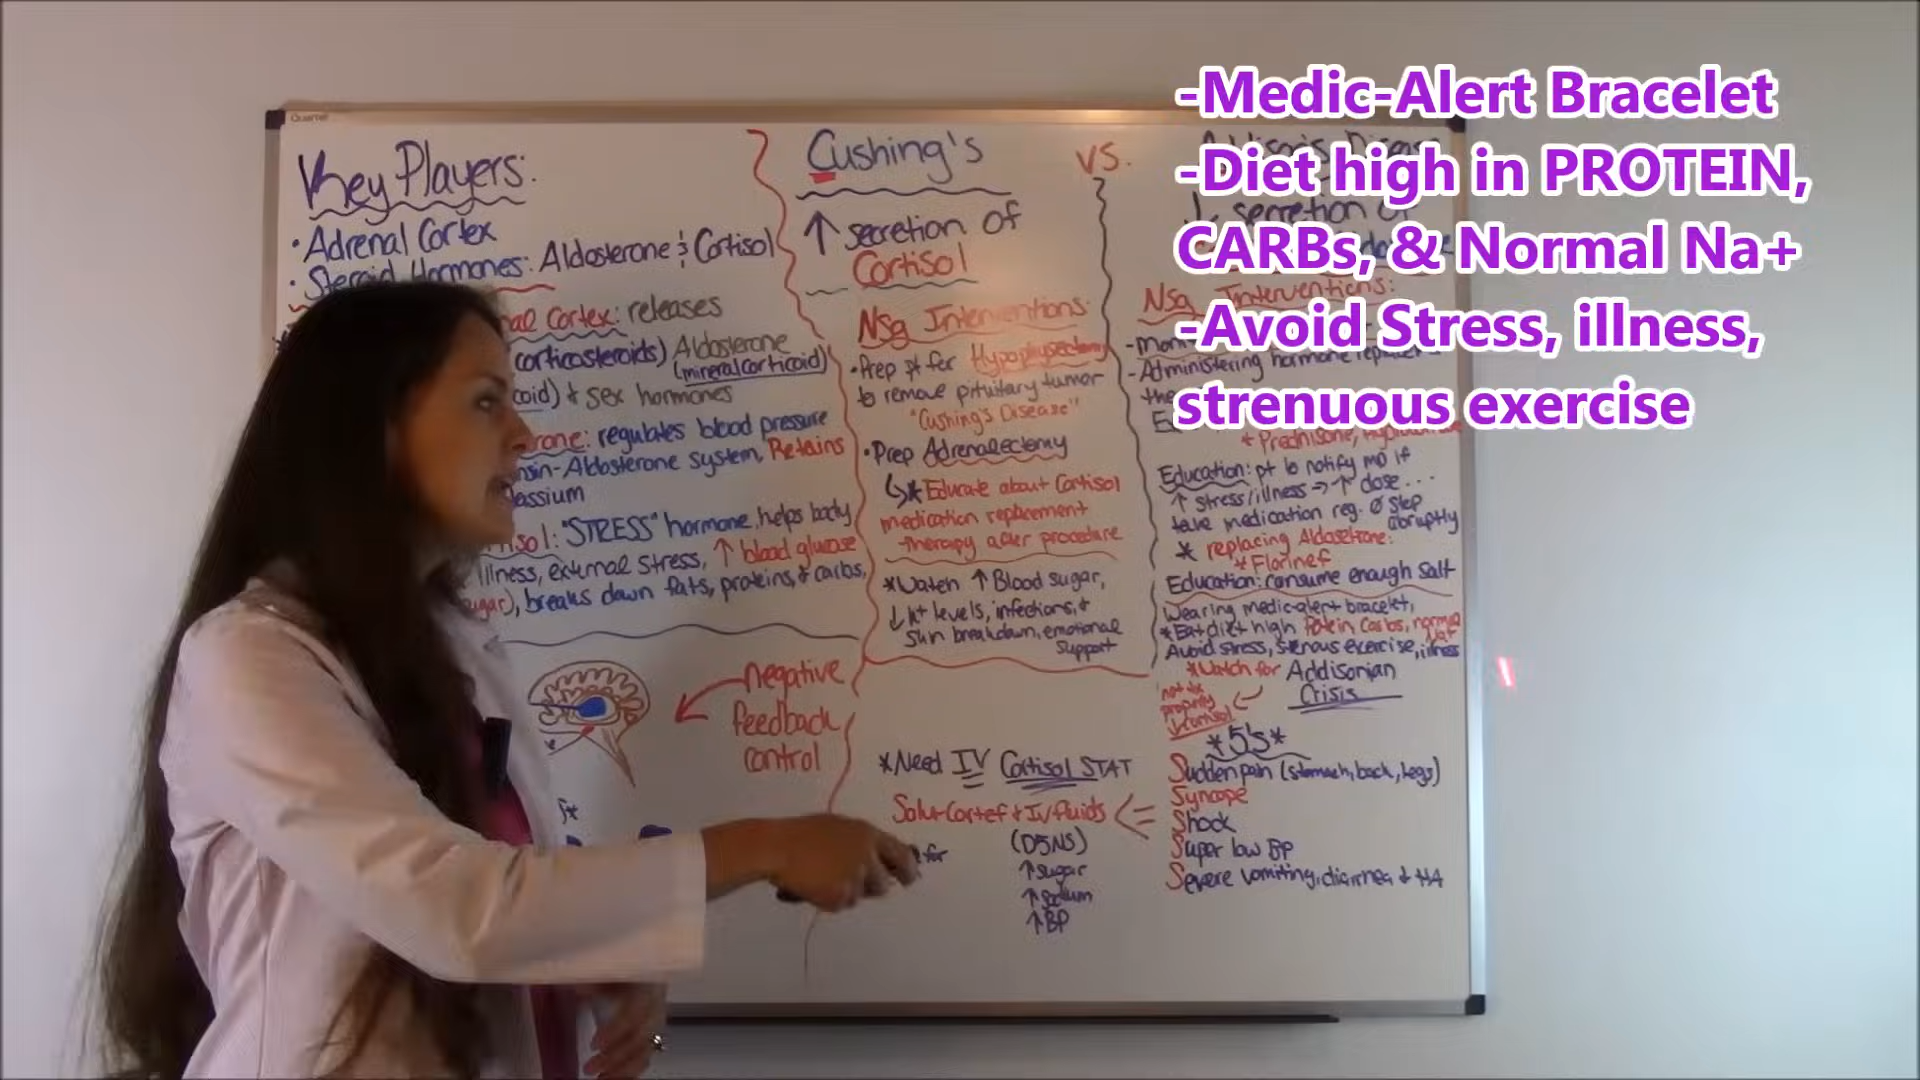 -Medic-Alert Bracelet
-Diet high in PROTEIN,
CARBs, & Normal Na+
-Avoid Stress, illness,
strenuous exercise
Quartet
Key Players:
• Adrenal Cortex
• Steroid Hormones: Aldosterone & Cortisol
Cortex: releases
(corticosteroids) Aldosterone
(mineralcorticoid)
& sex hormones
regulates blood pressure
-Aldosterone system, Retains
"STRESS" hormone, helps body
illness, external stress, ↑ blood glucose
breaks down fats, proteins, & carbs,
negative
feedback
control
Cushing's
↑ secretion of
Cortisol
Nsg Interventions:
• Prep pt for Hypophysectomy
to remove pituitary tumor
"Cushing's Disease"
• Prep Adrenalectomy
* Educate about Cortisol
medication replacement
therapy after procedure
* Watch ↑ Blood sugar,
↓ K+ levels, infections, +
skin breakdown, emotional
support
*Need IV Cortisol STAT
Solu-Cortef + IV fluids
(D5NS)
↑ sugar
↑ sodium
↑ BP
for
vs.
secretion of
Nsg Interventions:
- Administering hormone
* Prednisone,
Education: pt to notify MD if
↑ stress/illness => ↑ dose...
take medication reg. Ø stop
abruptly
* replacing Aldosterone:
* Florinef
Education: consume enough salt
Wearing medic-alert bracelet,
*Eat diet high Protein Carbs, normal
Na+
Avoid stress, strenous exercise, illness
*Watch for Addisonian
Crisis
*5 S's*
Sudden pain (stomach, back, legs)
Syncope
Shock
Super low BP
Severe vomiting, diarrhea & HA